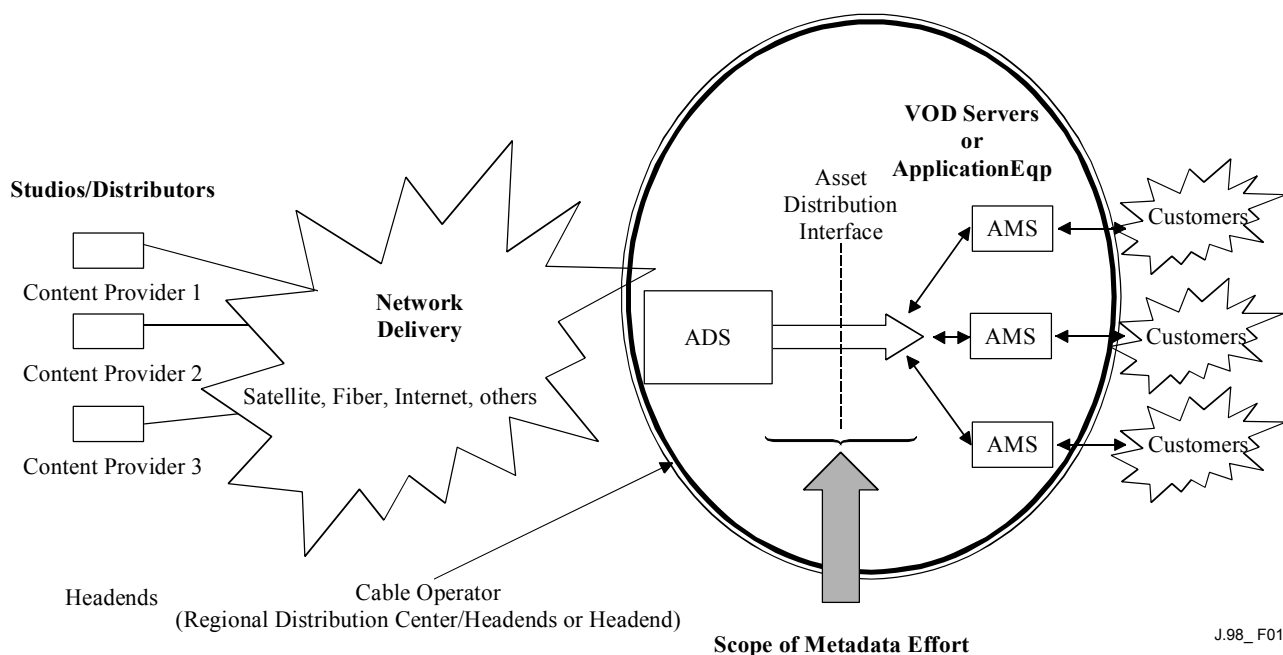 Studios/Distributors
Content Provider 1
Content Provider 2
Content Provider 3
Network
Delivery
Satellite, Fiber, Internet, others
ADS
Asset
Distribution
Interface
VOD Servers
or
ApplicationEqp
AMS
Customers
AMS
Customers
AMS
Customers
Headends
Cable Operator
(Regional Distribution Center/Headends or Headend)
Scope of Metadata Effort
J.98_ F01